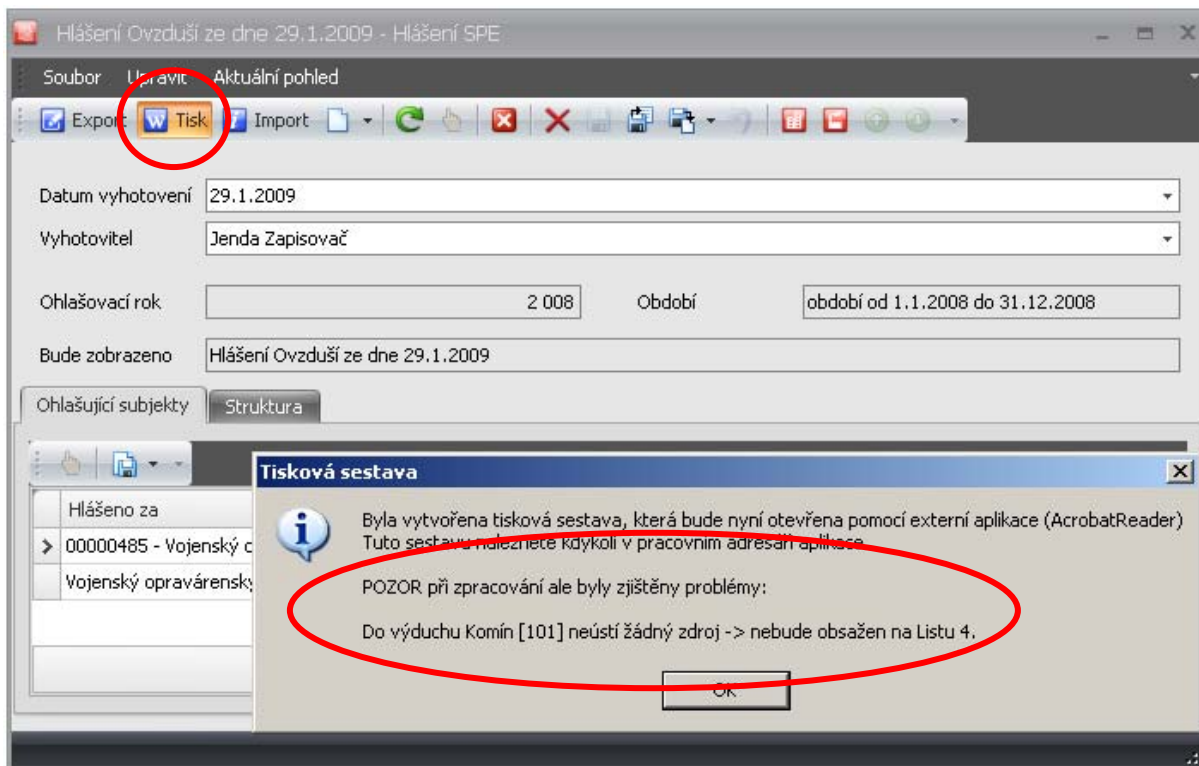 Hlášení Ovzduší ze dne 29.1.2009 - Hlášení SPE
Soubor Upravit Aktuální pohled
Export Tisk Import
Datum vyhotovení 29.1.2009
Vyhotovitel Jenda Zapisovač
Ohlašovací rok 2 008 Období období od 1.1.2008 do 31.12.2008
Bude zobrazeno Hlášení Ovzduší ze dne 29.1.2009
Ohlašující subjekty Struktura
Tisková sestava
Hlášeno za
00000485 - Vojenský
Vojenský opravárensk
Byla vytvořena tisková sestava, která bude nyní otevřena pomocí externí aplikace (AcrobatReader)
Tuto sestavu naleznete kdykoli v pracovním adresáři aplikace.
POZOR při zpracování ale byly zjištěny problémy:
Do výduchu Komín [101] neústí žádný zdroj -> nebude obsažen na Listu 4.
OK